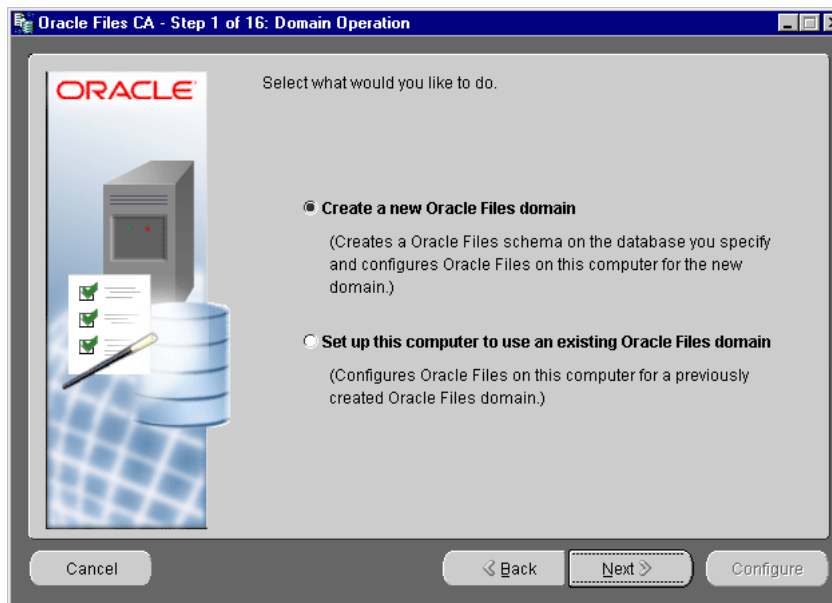 Oracle Files CA - Step 1 of 16: Domain Operation
ORACLE
Select what would you like to do.
Create a new Oracle Files domain
(Creates a Oracle Files schema on the database you specify
and configures Oracle Files on this computer for the new
domain.)
Set up this computer to use an existing Oracle Files domain
(Configures Oracle Files on this computer for a previously
created Oracle Files domain.)
Cancel
Back
Next
Configure